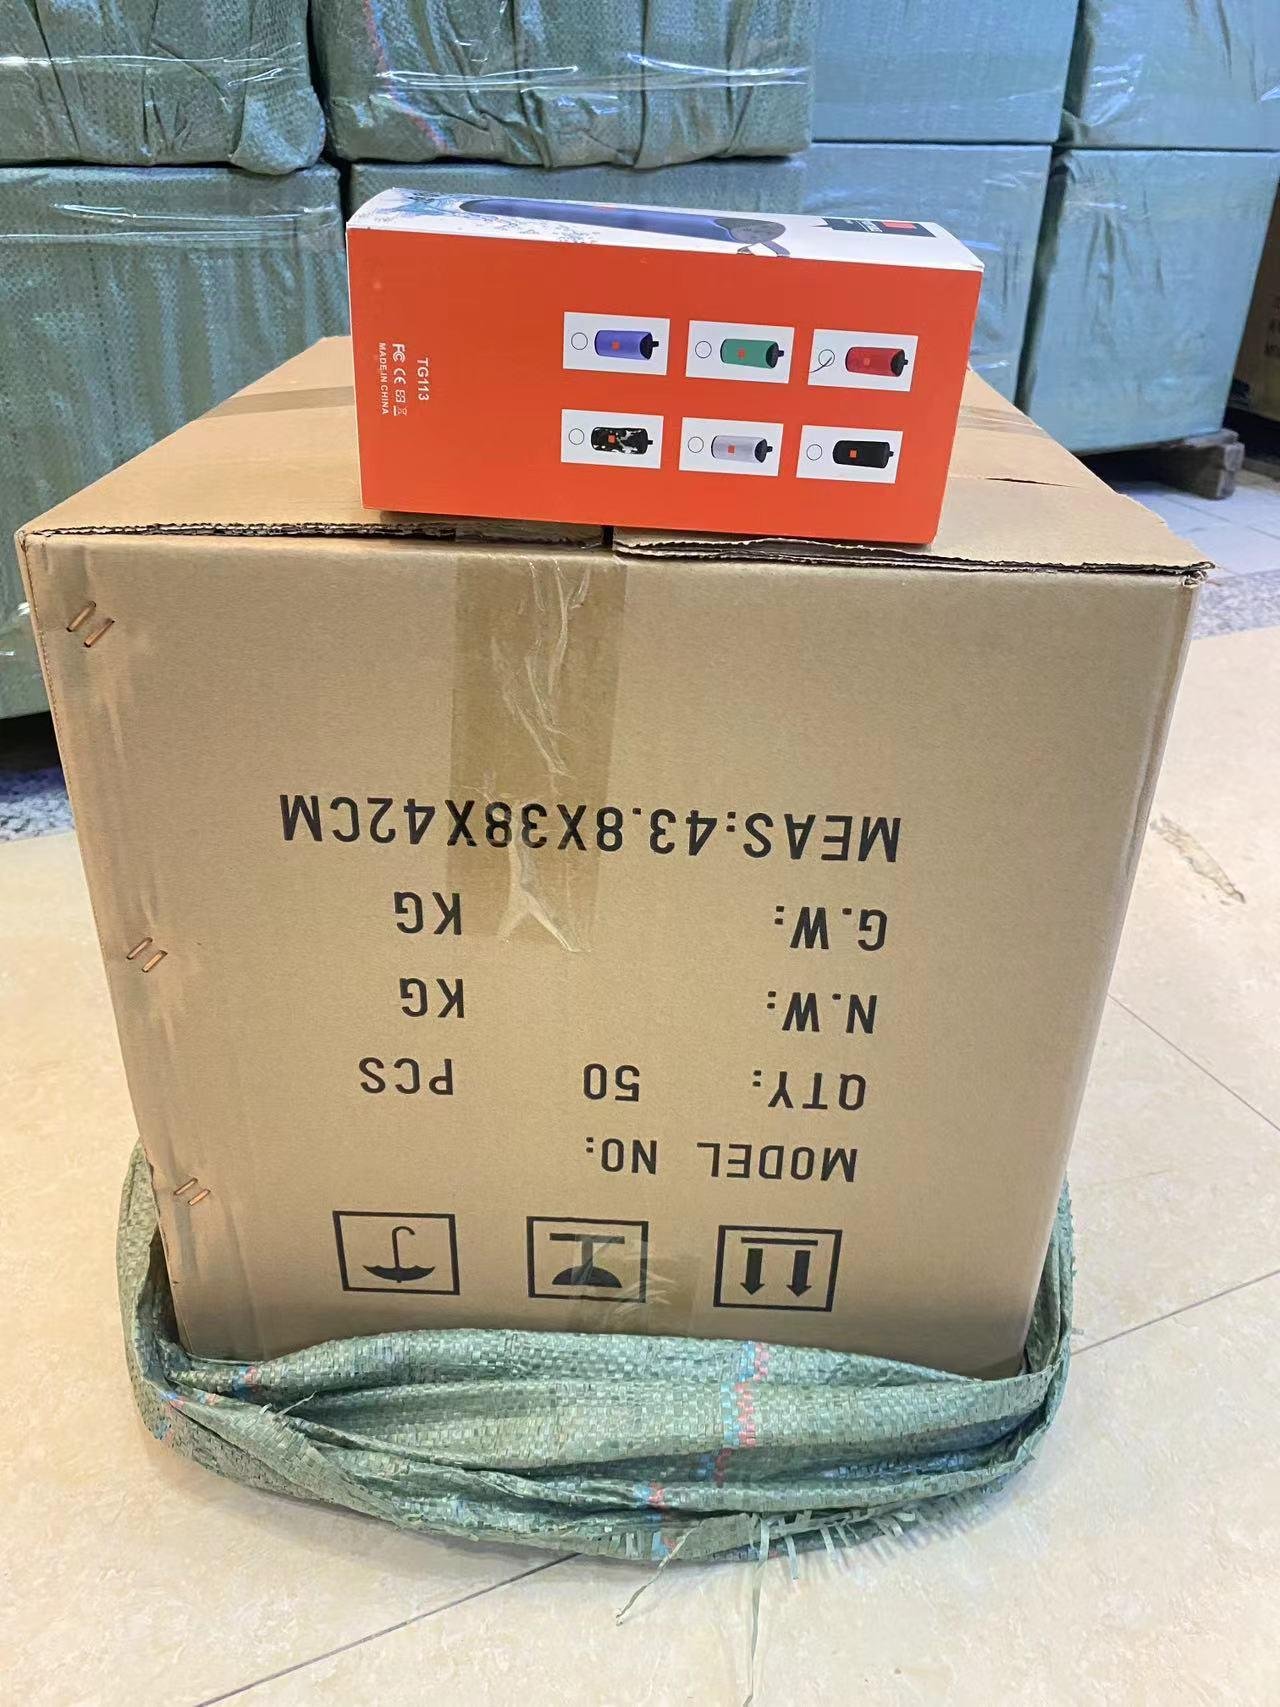 TG113
FC CE
MADE IN CHINA
MEAS:43.8X38X42CM
G.W: KG
N.W: KG
QTY: 50 PCS
MODEL NO: